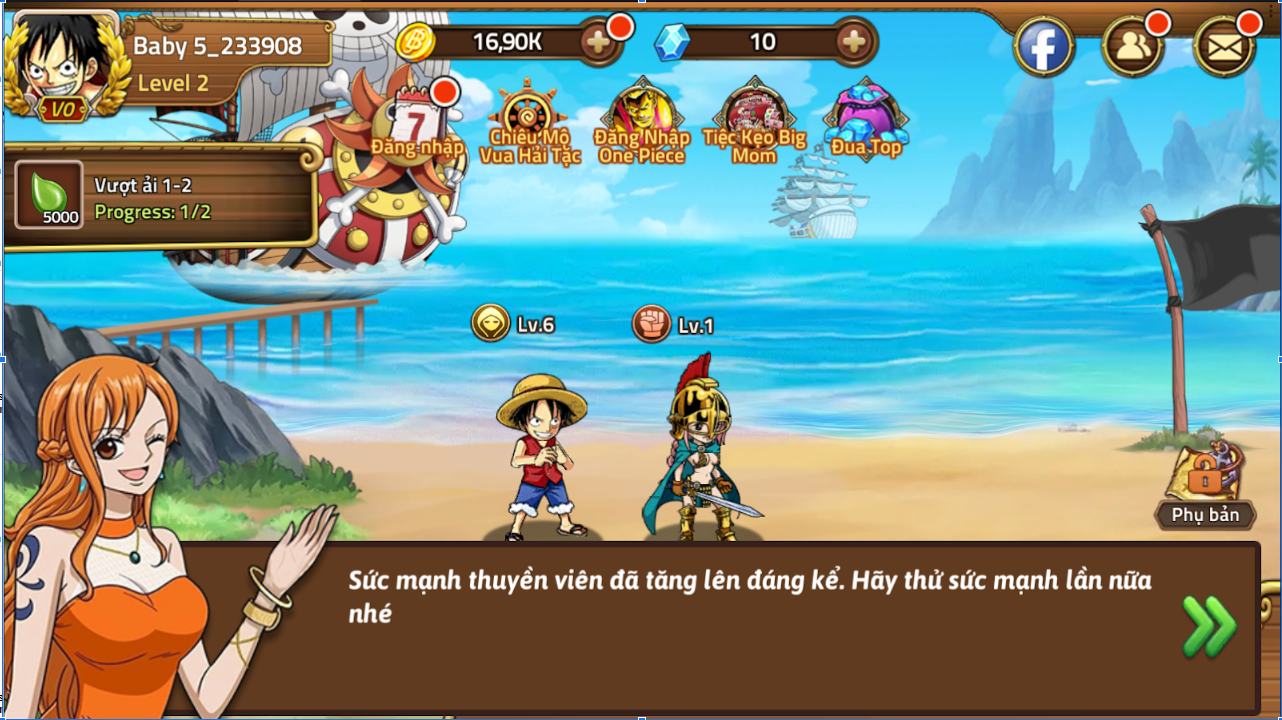 Baby 5_233908
Level 2
V0
16,90K
10
7
Đăng nhập
Chiêu Mộ
Vua Hải Tặc
Đăng Nhập
One Piece
Tiệc Kẹo Big
Mom
Đua Top
Vượt ải 1-2
Progress: 1/2
5000
Lv.6
Lv.1
Phụ bản
Sức mạnh thuyền viên đã tăng lên đáng kể. Hãy thử sức mạnh lần nữa
nhé